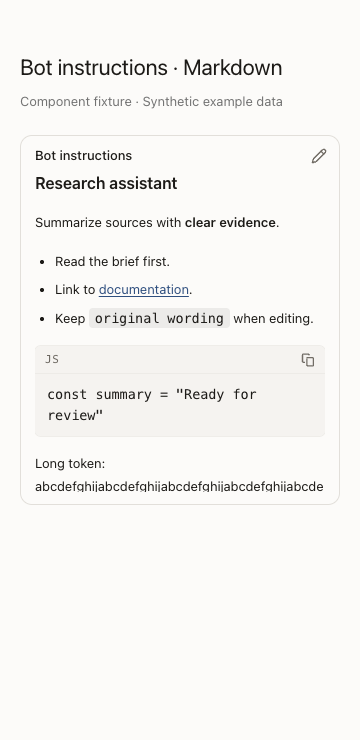 Bot instructions · Markdown
Component fixture · Synthetic example data
Bot instructions
Research assistant
Summarize sources with clear evidence.
• Read the brief first.
• Link to documentation.
• Keep original wording when editing.
JS
const summary = "Ready for
review"
Long token:
abcdefghijabcdefghijabcdefghijabcdefghijabcde